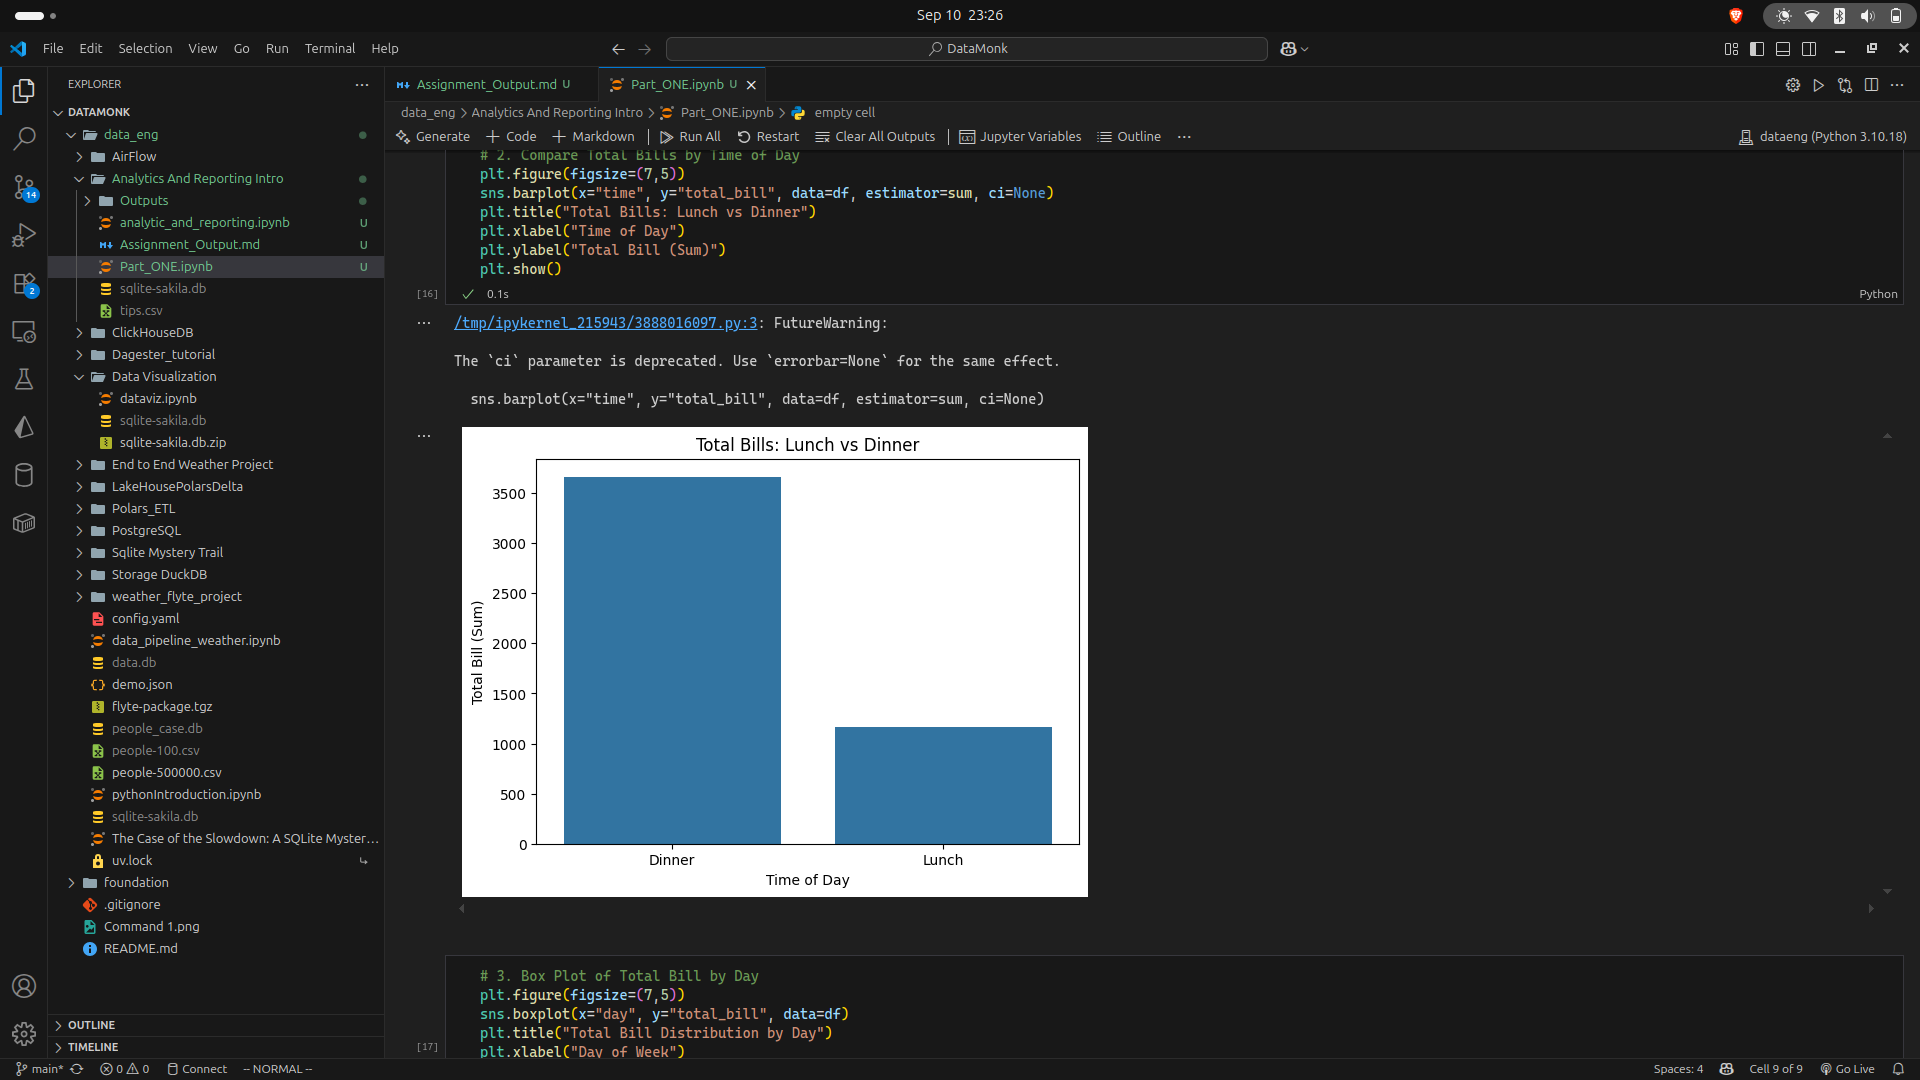 Sep 10 23:26
File Edit Selection View Go Run Terminal Help
DataMonk
EXPLORER
DATAMONK
data_eng
AirFlow
Analytics And Reporting Intro
Outputs
analytic_and_reporting.ipynb U
Assignment_Output.md U
Part_ONE.ipynb U
sqlite-sakila.db
tips.csv
ClickHouseDB
Dagester_tutorial
Data Visualization
dataviz.ipynb
sqlite-sakila.db
sqlite-sakila.db.zip
End to End Weather Project
LakeHousePolarsDelta
Polars_ETL
PostgreSQL
Sqlite Mystery Trail
Storage DuckDB
weather_flyte_project
config.yaml
data_pipeline_weather.ipynb
data.db
demo.json
flyte-package.tgz
people_case.db
people-100.csv
people-500000.csv
pythonIntroduction.ipynb
sqlite-sakila.db
The Case of the Slowdown: A SQLite Myster...
uv.lock
foundation
.gitignore
Command 1.png
README.md
OUTLINE
TIMELINE
14
2
Assignment_Output.md U
Part_ONE.ipynb U
data_eng > Analytics And Reporting Intro > Part_ONE.ipynb > empty cell
Generate + Code + Markdown | Run All Restart Clear All Outputs | Jupyter Variables Outline ...
dataeng (Python 3.10.18)
# 2. Compare Total Bills by Time of Day
plt.figure(figsize=(7,5))
sns.barplot(x="time", y="total_bill", data=df, estimator=sum, ci=None)
plt.title("Total Bills: Lunch vs Dinner")
plt.xlabel("Time of Day")
plt.ylabel("Total Bill (Sum)")
plt.show()
[16] 0.1s Python
/tmp/ipykernel_215943/3888016097.py:3: FutureWarning:
The `ci` parameter is deprecated. Use `errorbar=None` for the same effect.
sns.barplot(x="time", y="total_bill", data=df, estimator=sum, ci=None)
Total Bills: Lunch vs Dinner
3500
3000
2500
2000
1500
1000
500
0
Total Bill (Sum)
Dinner Lunch
Time of Day
# 3. Box Plot of Total Bill by Day
plt.figure(figsize=(7,5))
sns.boxplot(x="day", y="total_bill", data=df)
plt.title("Total Bill Distribution by Day")
[17] plt.xlabel("Day of Week")
main* 0 0 Connect -- NORMAL -- Spaces: 4 Cell 9 of 9 Go Live